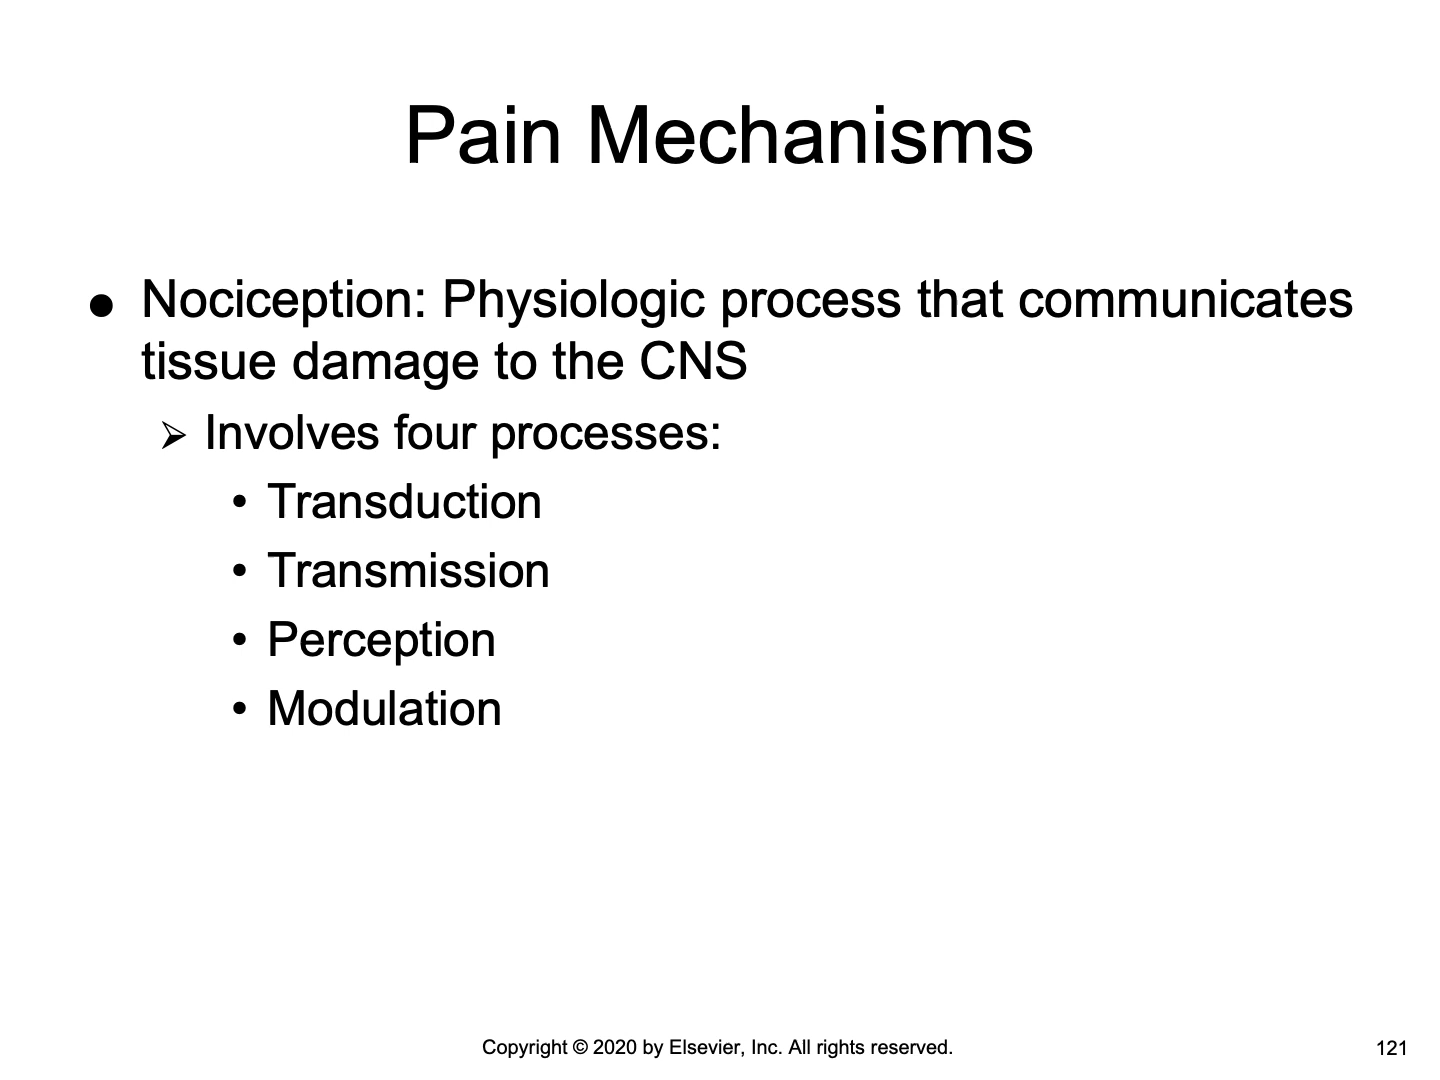 Pain Mechanisms
● Nociception: Physiologic process that communicates
tissue damage to the CNS
➢ Involves four processes:
• Transduction
• Transmission
• Perception
• Modulation
Copyright © 2020 by Elsevier, Inc. All rights reserved.
121